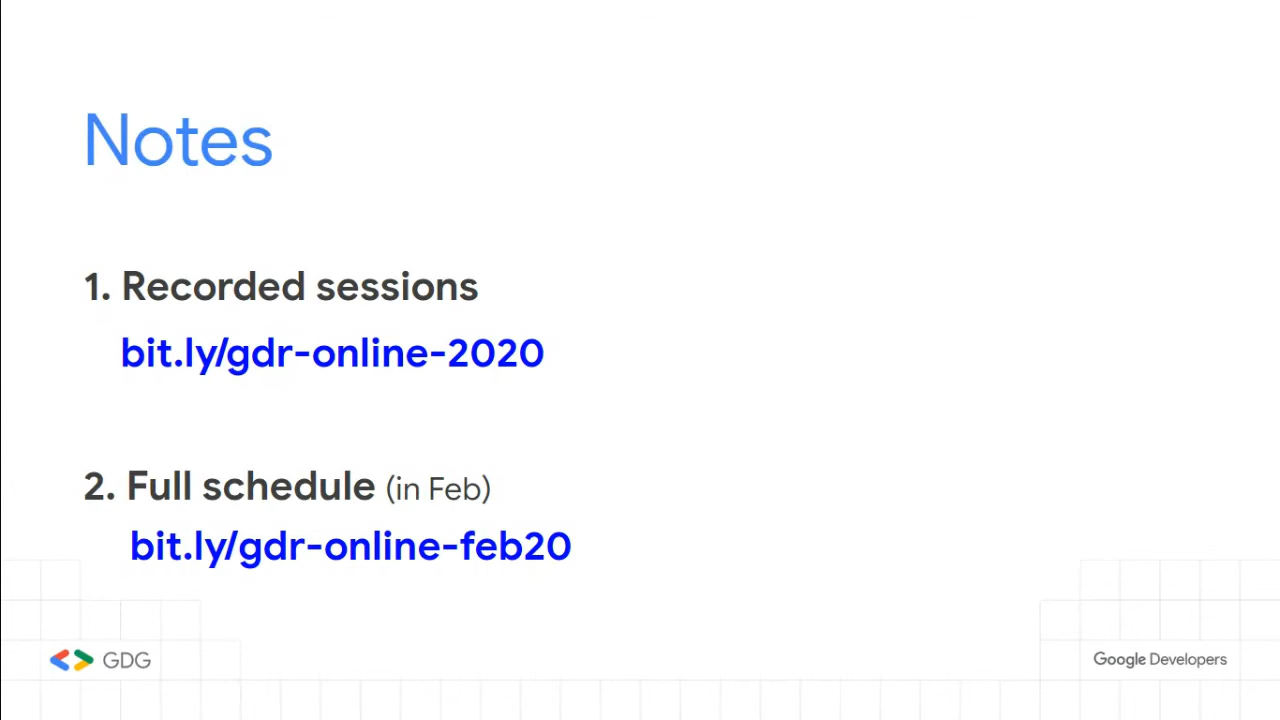 Notes
1. Recorded sessions
bit.ly/gdr-online-2020
2. Full schedule (in Feb)
bit.ly/gdr-online-feb20
GDG
Google Developers